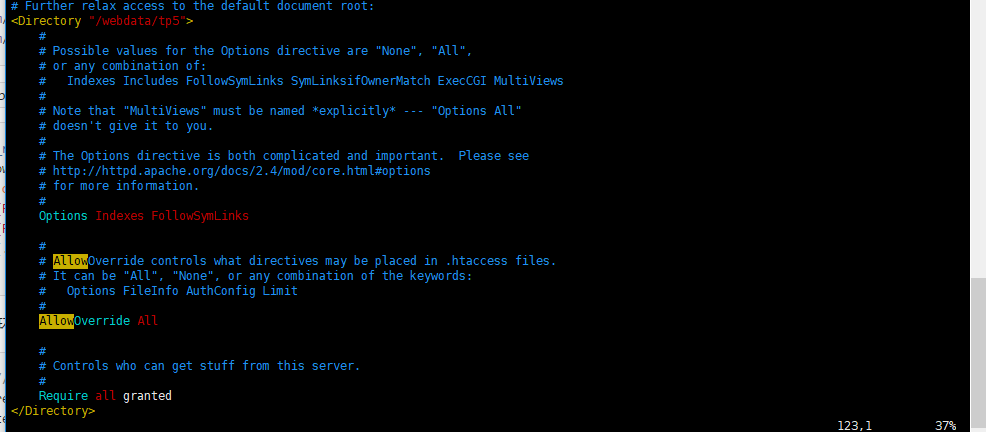 # Further relax access to the default document root:
<Directory "/webdata/tp5">
    #
    # Possible values for the Options directive are "None", "All",
    # or any combination of:
    #   Indexes Includes FollowSymLinks SymLinksifOwnerMatch ExecCGI MultiViews
    #
    # Note that "MultiViews" must be named *explicitly* --- "Options All"
    # doesn't give it to you.
    #
    # The Options directive is both complicated and important.  Please see
    # http://httpd.apache.org/docs/2.4/mod/core.html#options
    # for more information.
    #
    Options Indexes FollowSymLinks

    #
    # AllowOverride controls what directives may be placed in .htaccess files.
    # It can be "All", "None", or any combination of the keywords:
    #   Options FileInfo AuthConfig Limit
    #
    AllowOverride All

    #
    # Controls who can get stuff from this server.
    #
    Require all granted
</Directory>
123,1 37%